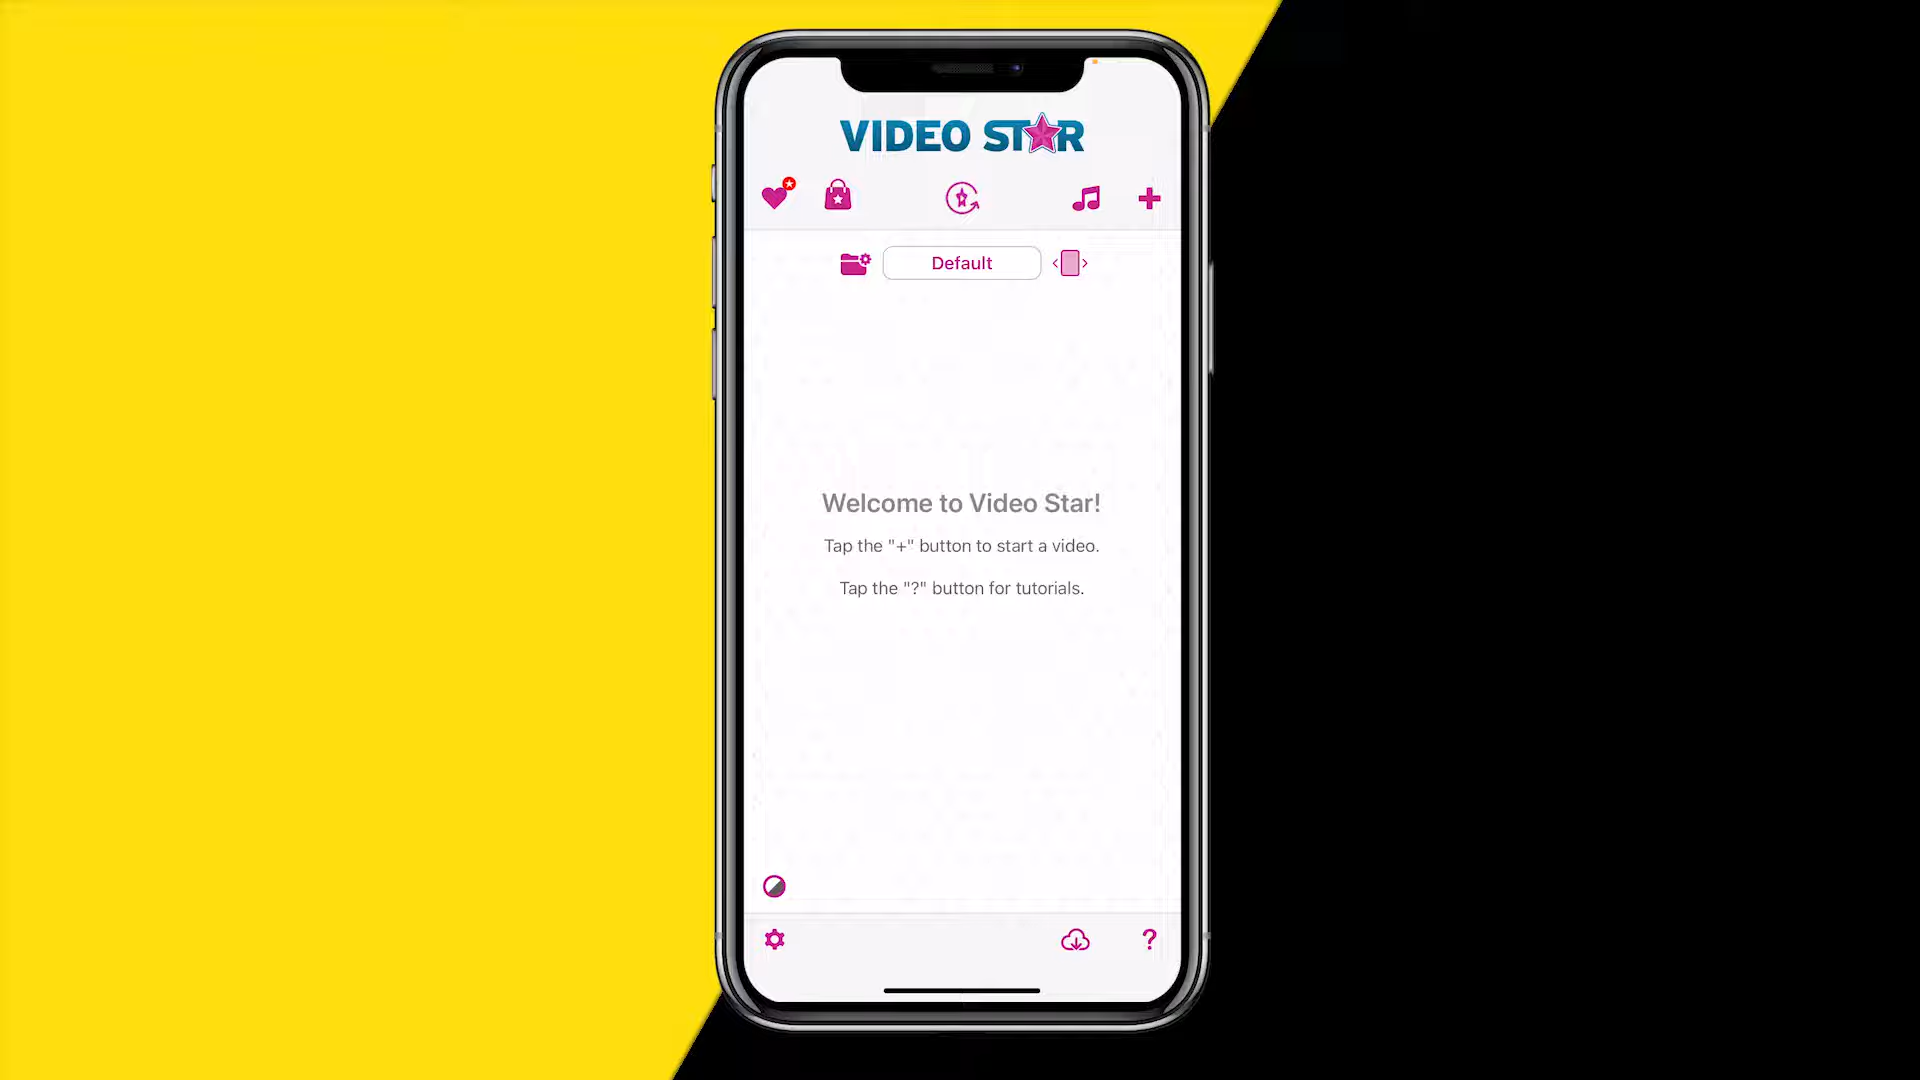 VIDEO STAR
Default
Welcome to Video Star!
Tap the "+" button to start a video.
Tap the "?" button for tutorials.
?